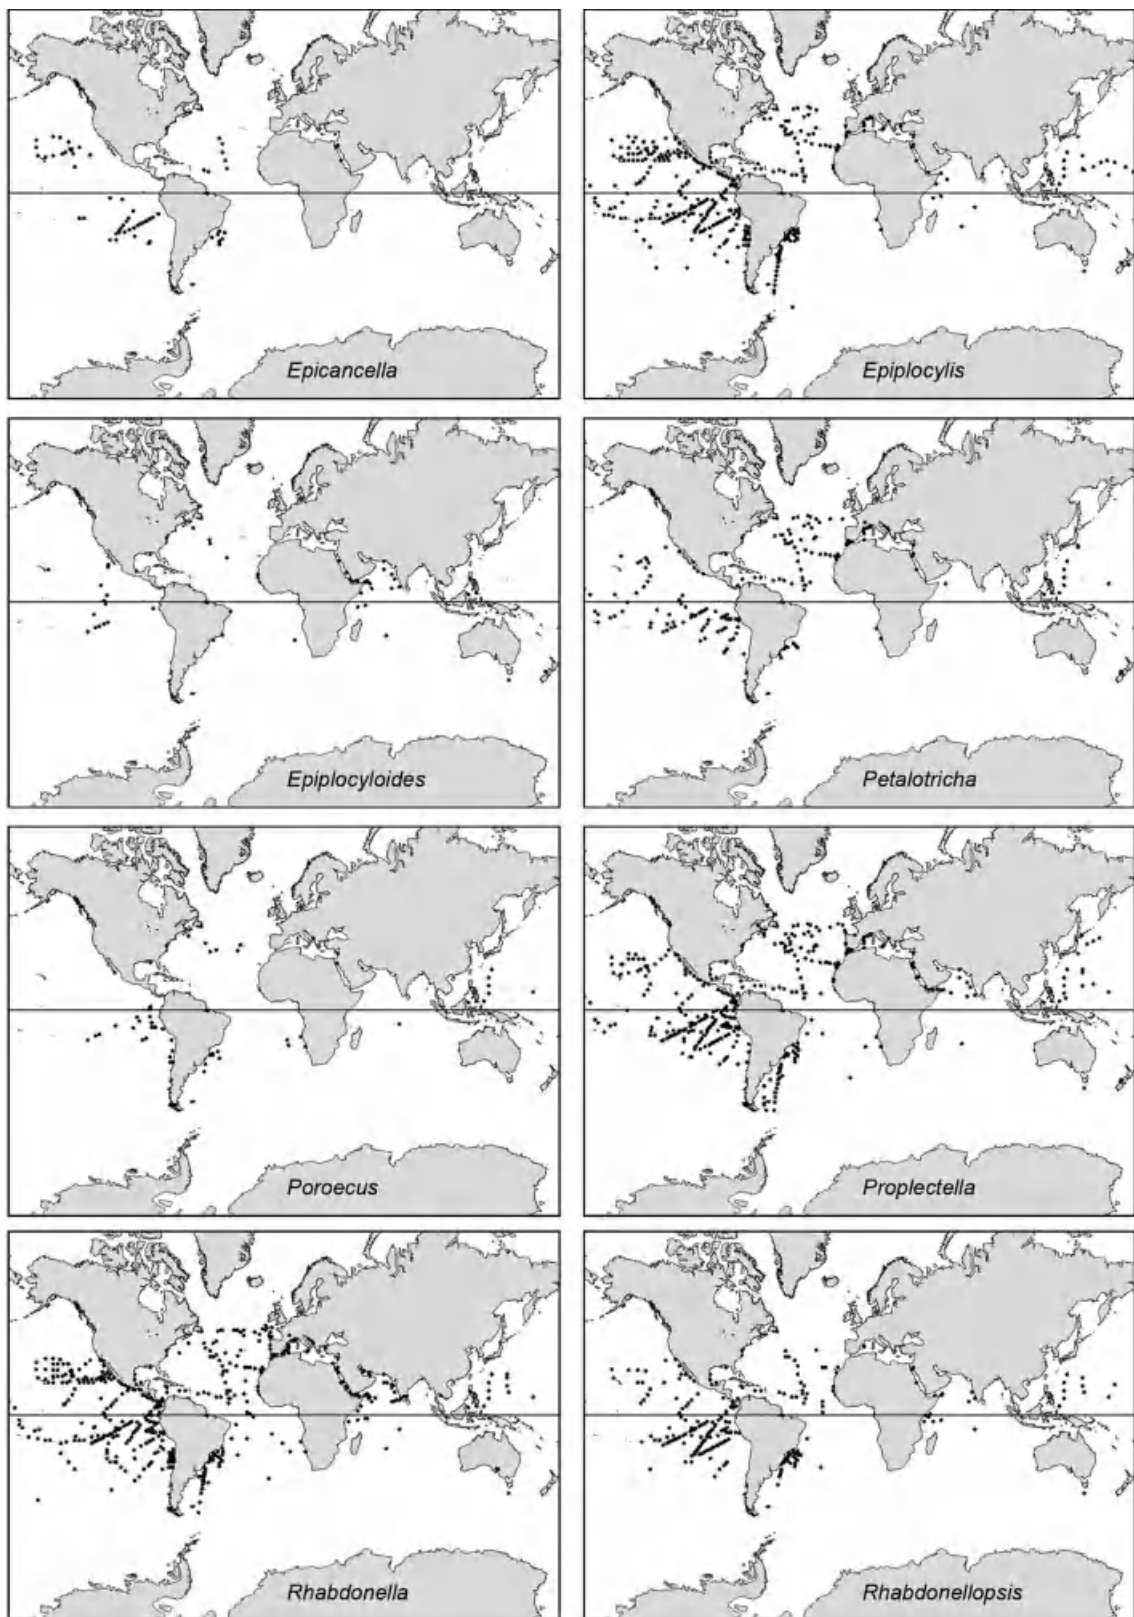 Epicancella
Epiplocylis
Epiplocyloides
Petalotricha
Poroecus
Proplectella
Rhabdonella
Rhabdonellopsis